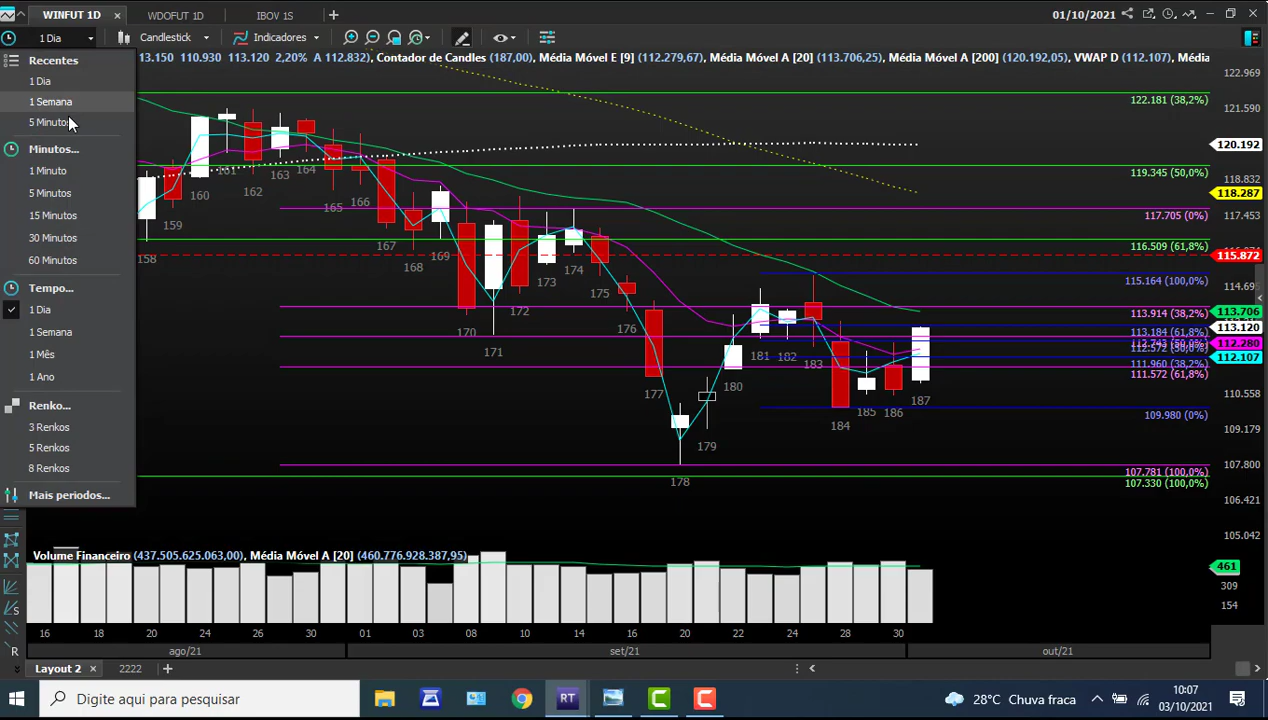 WINFUT 1D
WDOFUT 1D
IBOV 1S
01/10/2021
1 Dia
Candlestick
Indicadores
13.150 110.930 113.120 2,20% A 112.832), Contador de Candles (187,00), Média Móvel E [9] (112.279,67), Média Móvel A [20] (113.706,25), Média Móvel A [200] (120.192,05), VWAP D (112.107), Média
Recentes
1 Dia
1 Semana
5 Minutos
Minutos...
1 Minuto
5 Minutos
15 Minutos
30 Minutos
60 Minutos
Tempo...
1 Dia
1 Semana
1 Mês
1 Ano
Renko...
3 Renkos
5 Renkos
8 Renkos
Mais periodos...
122.181 (38,2%)
119.345 (50,0%)
117.705 (0%)
116.509 (61,8%)
115.164 (100,0%)
113.914 (38,2%)
113.184 (61,8%)
111.960 (38,2%)
111.572 (61,8%)
109.980 (0%)
107.781 (100,0%)
107.330 (100,0%)
122.969
121.590
120.192
118.832
118.287
117.453
115.872
114.695
113.706
113.120
112.280
112.107
110.558
109.179
107.800
106.421
105.042
158
159
160
161
162
163
164
165
166
167
168
169
170
171
172
173
174
175
176
177
178
179
180
181
182
183
184
185
186
187
Volume Financeiro (437.505.625.063,00), Média Móvel A [20] (460.776.928.387,95)
461
309
154
16 18 20 24 26 30 01 03 08 10 14 16 20 22 24 28 30
ago/21 set/21 out/21
S
R
Layout 2
2222
Digite aqui para pesquisar
RT
28°C Chuva fraca
10:07
03/10/2021